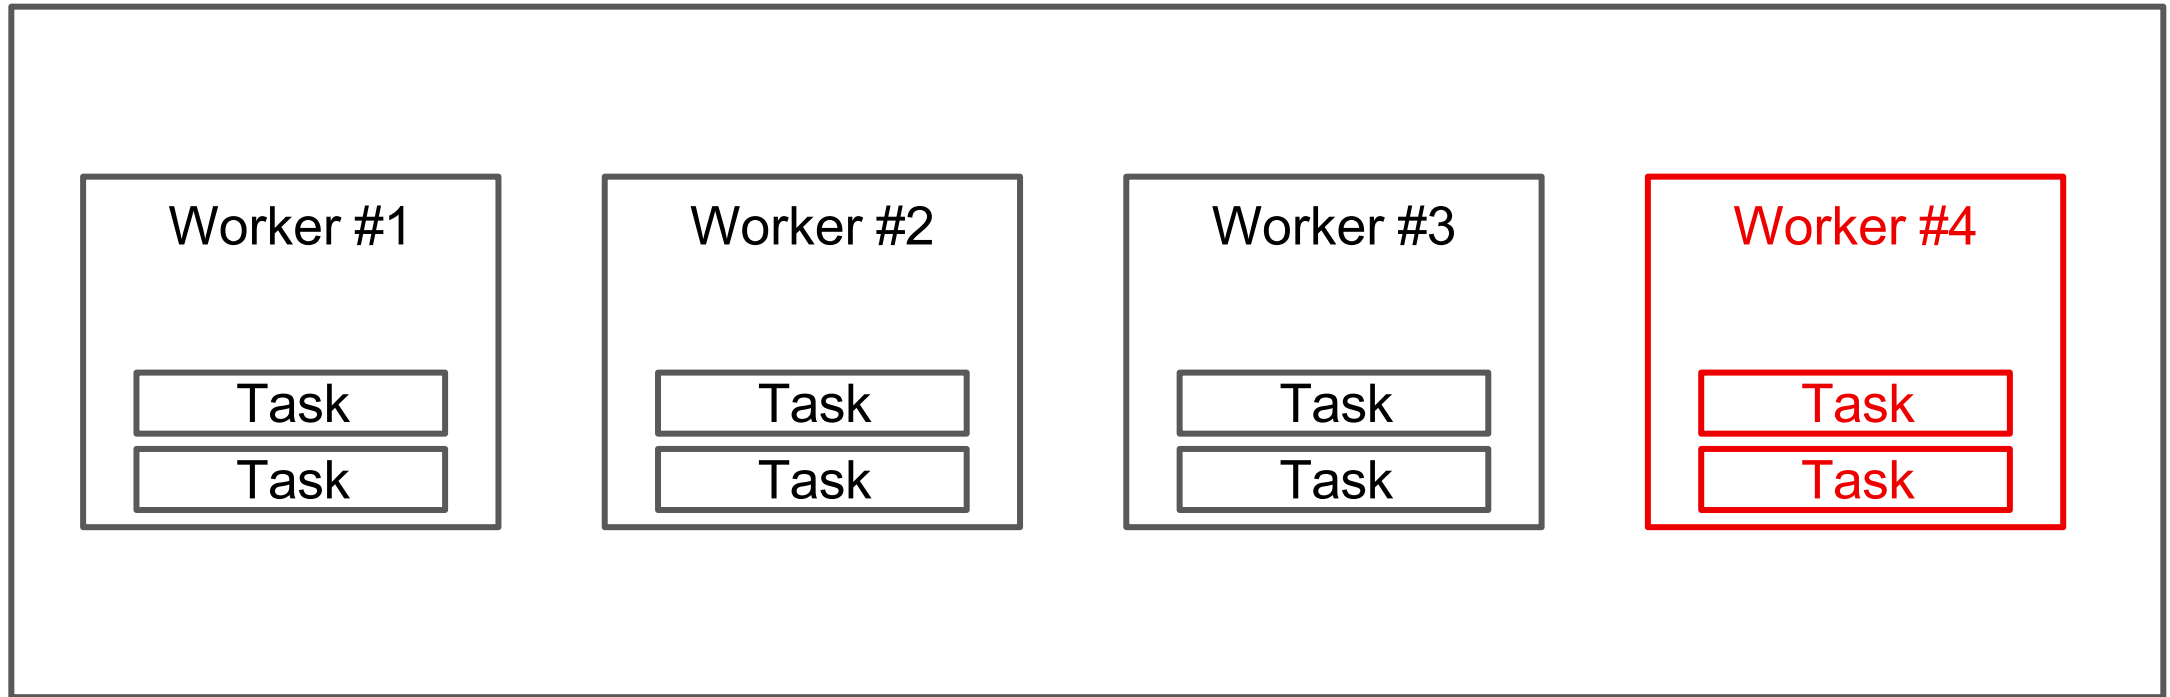 Worker #1
Task
Task
Worker #2
Task
Task
Worker #3
Task
Task
Worker #4
Task
Task